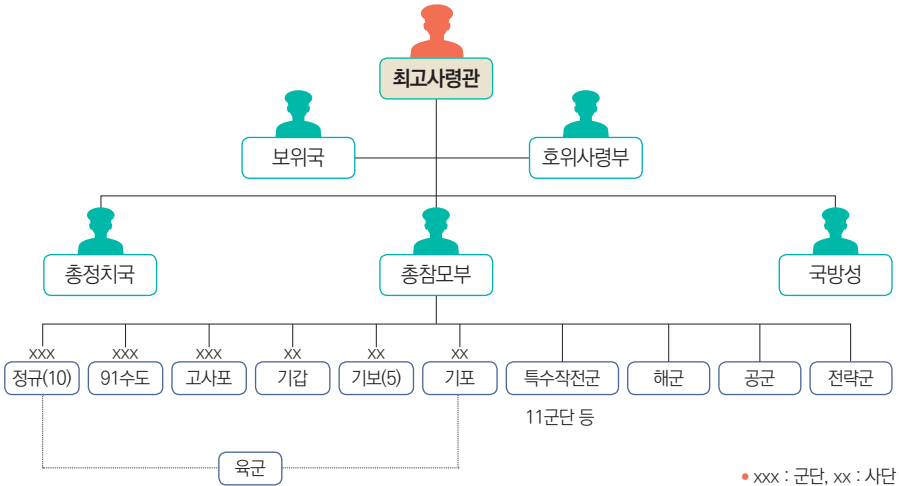 최고사령관
보위국
호위사령부
총정치국
총참모부
국방성
xxx xxx xxx xx xx xx
정규(10) 91수도 고사포 기갑 기보(5) 기포 특수작전군 해군 공군 전략군
11군단 등
육군
• xxx : 군단, xx : 사단